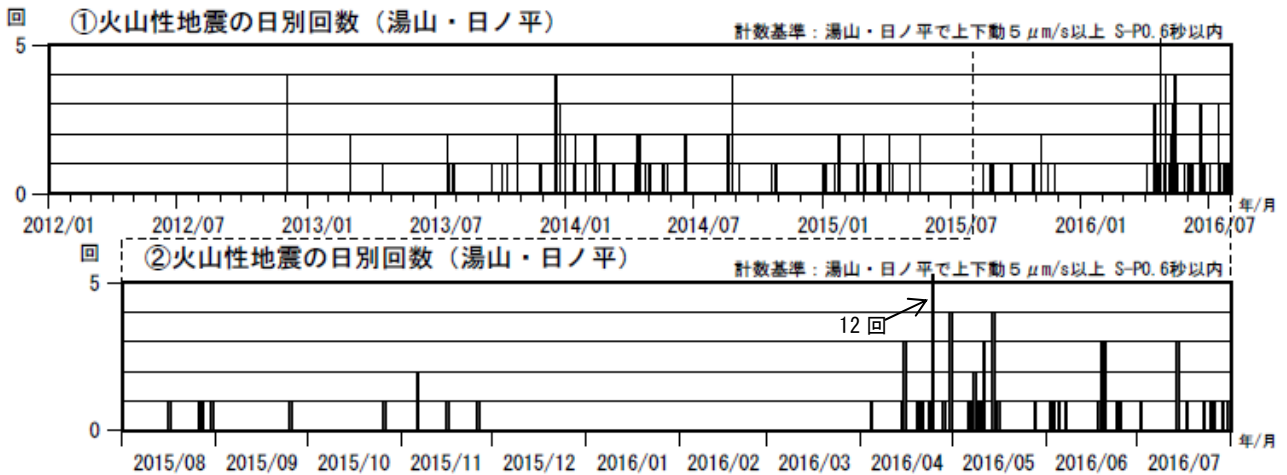 回 ①火山性地震の日別回数（湯山・日ノ平）
計数基準：湯山・日ノ平で上下動５μm/s以上 S-P0.6秒以内
5
0
2012/01 2012/07 2013/01 2013/07 2014/01 2014/07 2015/01 2015/07 2016/01 2016/07 年/月
回 ②火山性地震の日別回数（湯山・日ノ平）
計数基準：湯山・日ノ平で上下動５μm/s以上 S-P0.6秒以内
5
12回
0
2015/08 2015/09 2015/10 2015/11 2015/12 2016/01 2016/02 2016/03 2016/04 2016/05 2016/06 2016/07 年/月